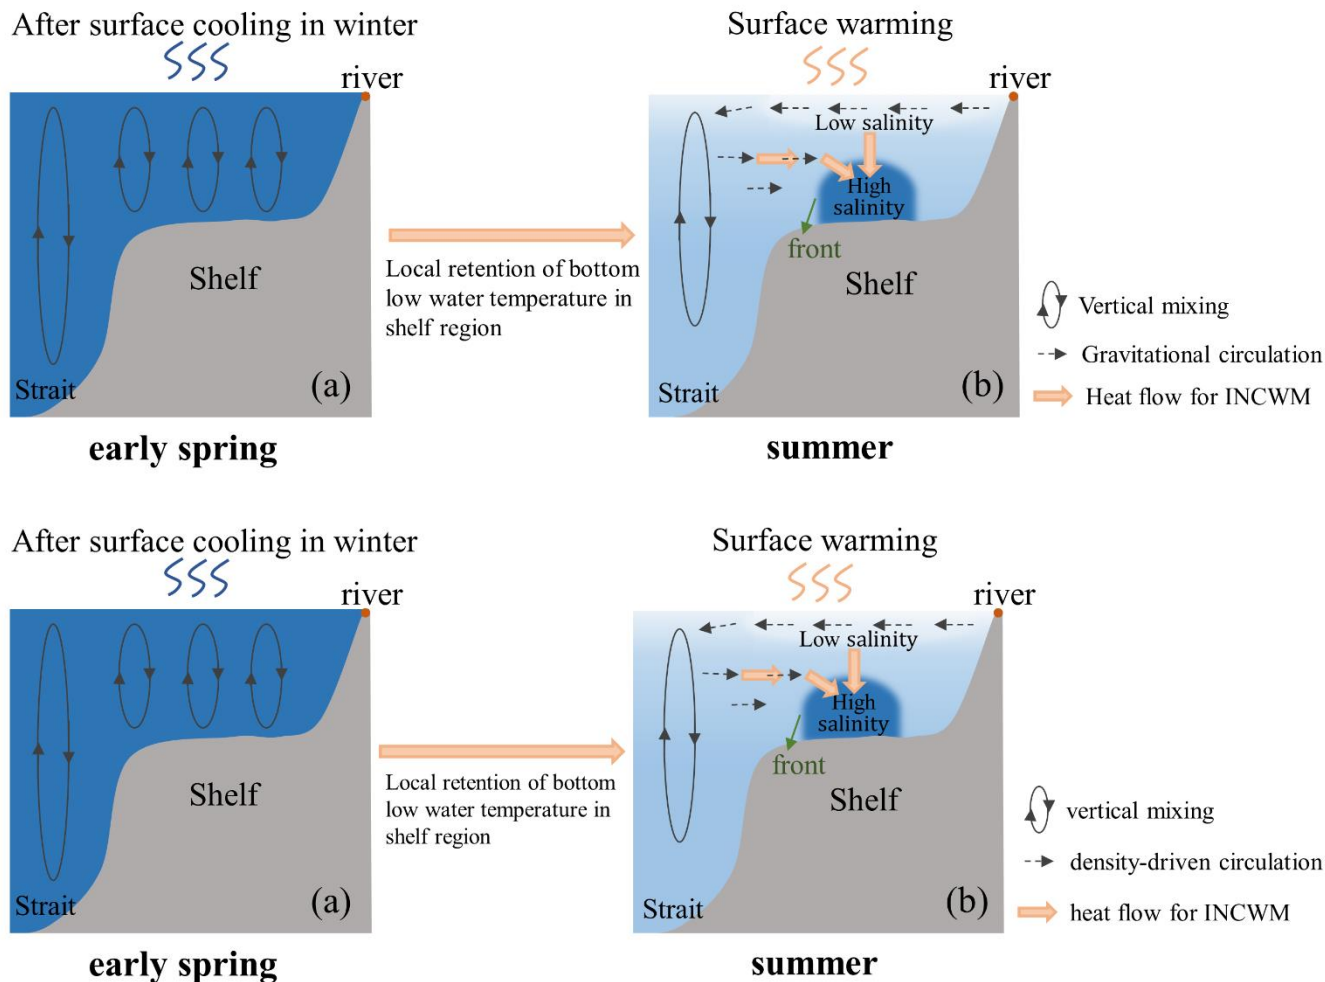 After surface cooling in winter
river
Shelf
Strait
(a)
early spring
Local retention of bottom
low water temperature in
shelf region
Surface warming
river
Low salinity
High
salinity
front
Shelf
Strait
(b)
summer
Vertical mixing
Gravitational circulation
Heat flow for INCWM
After surface cooling in winter
river
Shelf
Strait
(a)
early spring
Local retention of bottom
low water temperature in
shelf region
Surface warming
river
Low salinity
High
salinity
front
Shelf
Strait
(b)
summer
vertical mixing
density-driven circulation
heat flow for INCWM